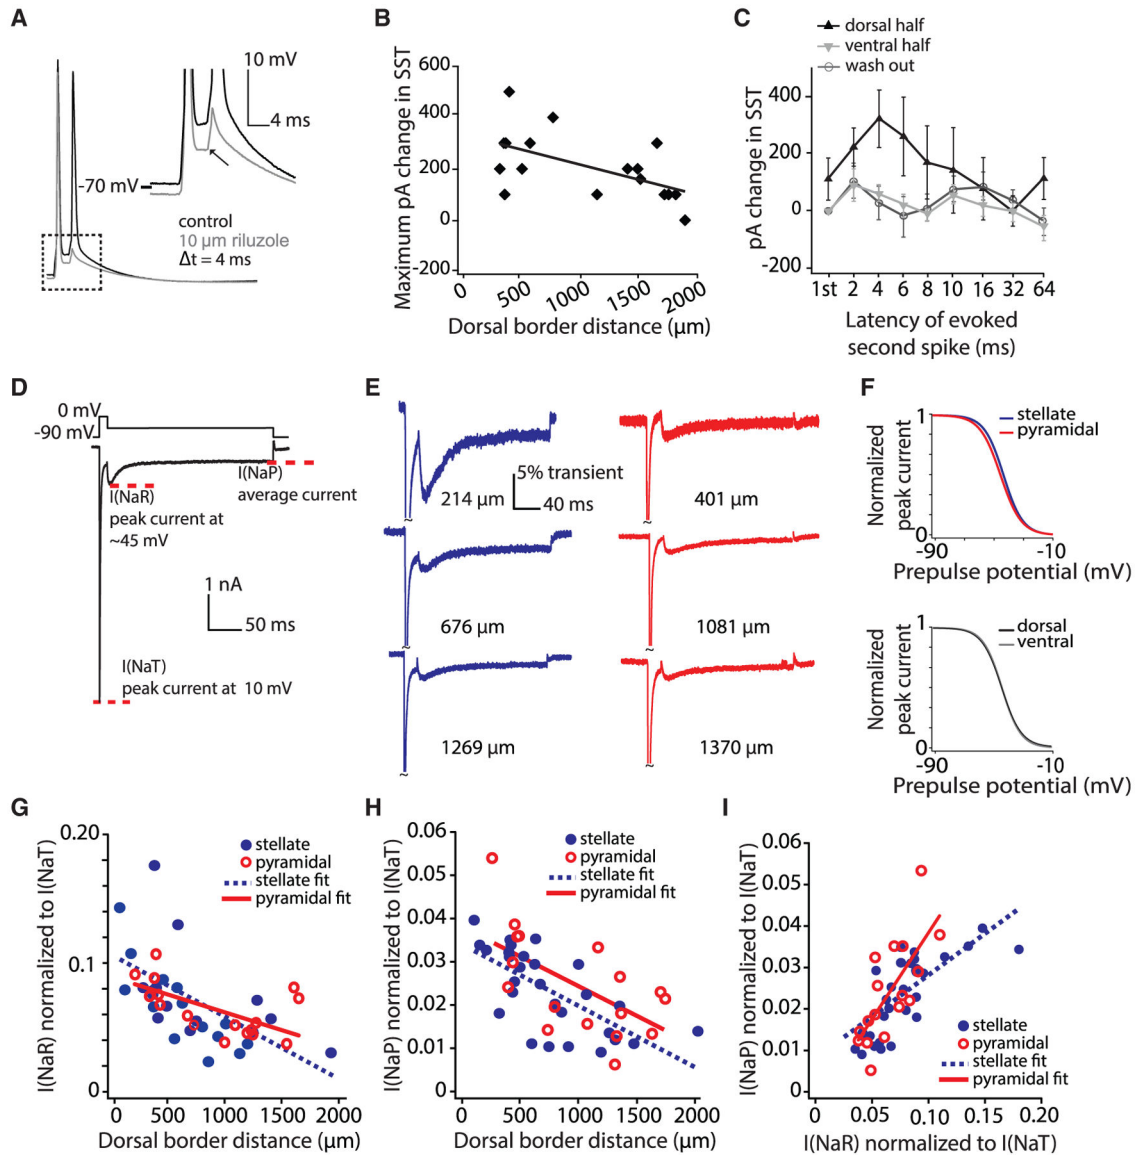 A
10 mV
4 ms
-70 mV
control
10 µm riluzole
Δt = 4 ms
B
Maximum pA change in SST
600
400
200
0
-200
0
500
1000
1500
2000
Dorsal border distance (µm)
C
dorsal half
ventral half
wash out
pA change in SST
400
200
0
-200
1st
2
4
6
8
10
16
32
64
Latency of evoked
second spike (ms)
D
0 mV
-90 mV
I(NaR)
peak current at
~45 mV
I(NaP)
average current
1 nA
50 ms
I(NaT)
peak current at 10 mV
E
214 µm
5% transient
40 ms
401 µm
676 µm
1081 µm
1269 µm
1370 µm
~
~
~
~
~
~
F
Normalized
peak current
1
0
stellate
pyramidal
-90
-10
Prepulse potential (mV)
Normalized
peak current
1
0
dorsal
ventral
-90
-10
Prepulse potential (mV)
G
I(NaR) normalized to I(NaT)
0.20
0.1
0
stellate
pyramidal
stellate fit
pyramidal fit
0
500
1000
1500
2000
Dorsal border distance (µm)
H
I(NaP) normalized to I(NaT)
0.06
0.05
0.04
0.03
0.02
0.01
0
stellate
pyramidal
stellate fit
pyramidal fit
0
500
1000
1500
2000
Dorsal border distance (µm)
I
I(NaP) normalized to I(NaT)
0.06
0.05
0.04
0.03
0.02
0.01
0
stellate
pyramidal
stellate fit
pyramidal fit
0
0.05
0.10
0.15
0.20
I(NaR) normalized to I(NaT)